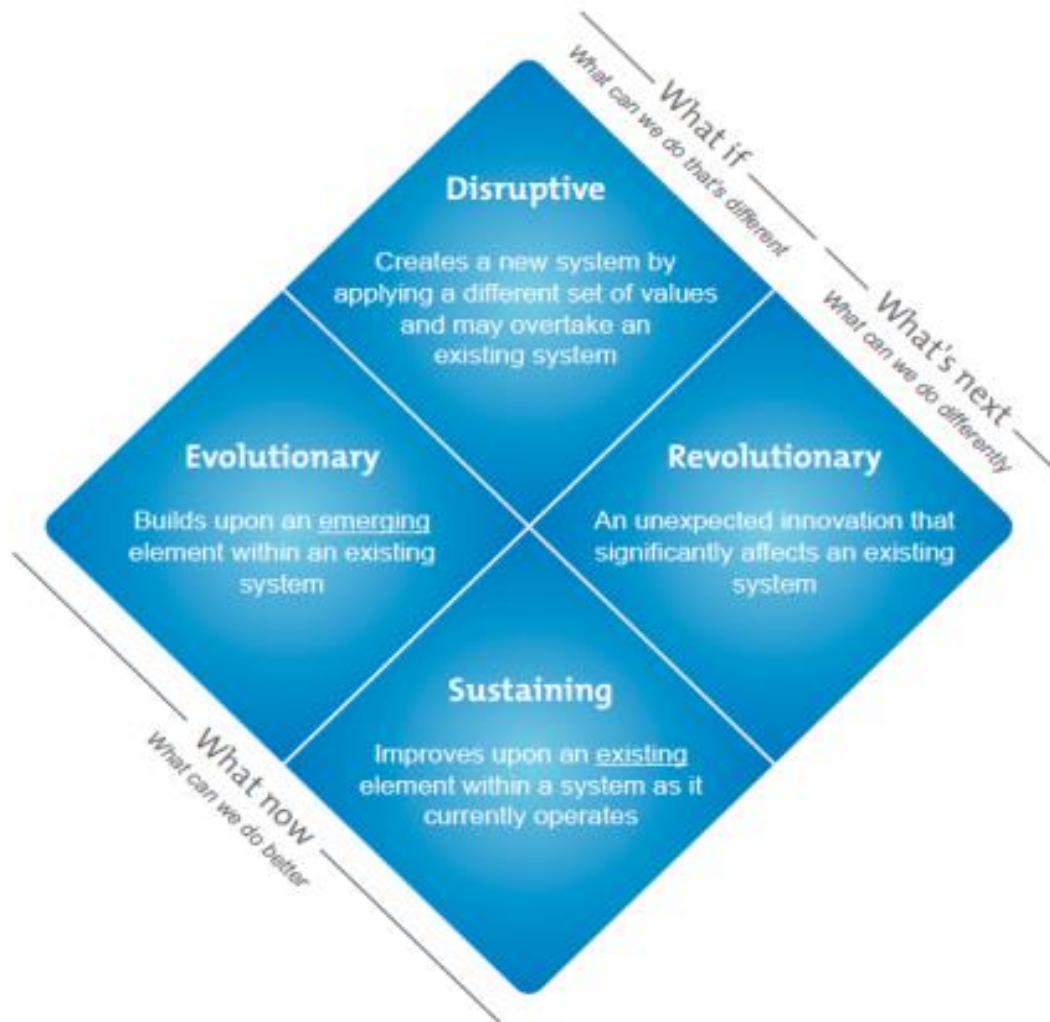 What if
What can we do that's different
What's next
What can we do differently
Disruptive
Creates a new system by
applying a different set of values
and may overtake an
existing system
Evolutionary
Builds upon an emerging
element within an existing
system
Revolutionary
An unexpected innovation that
significantly affects an existing
system
Sustaining
Improves upon an existing
element within a system as it
currently operates
What now
What can we do better